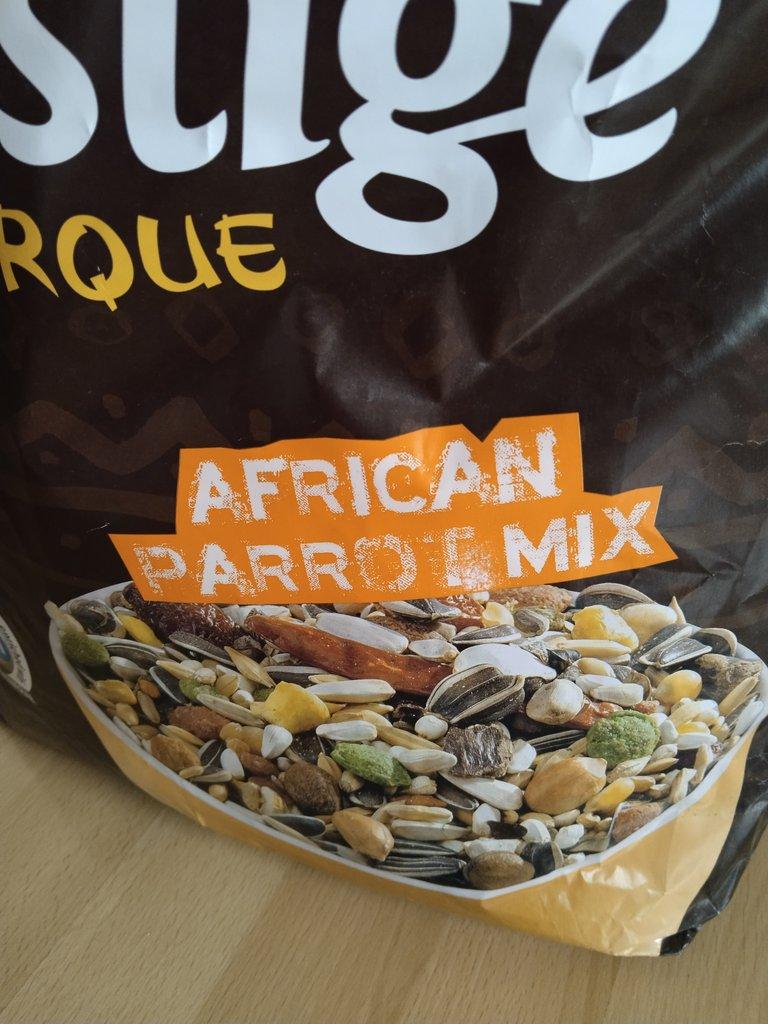 stige
RQUE
AFRICAN
PARROT MIX